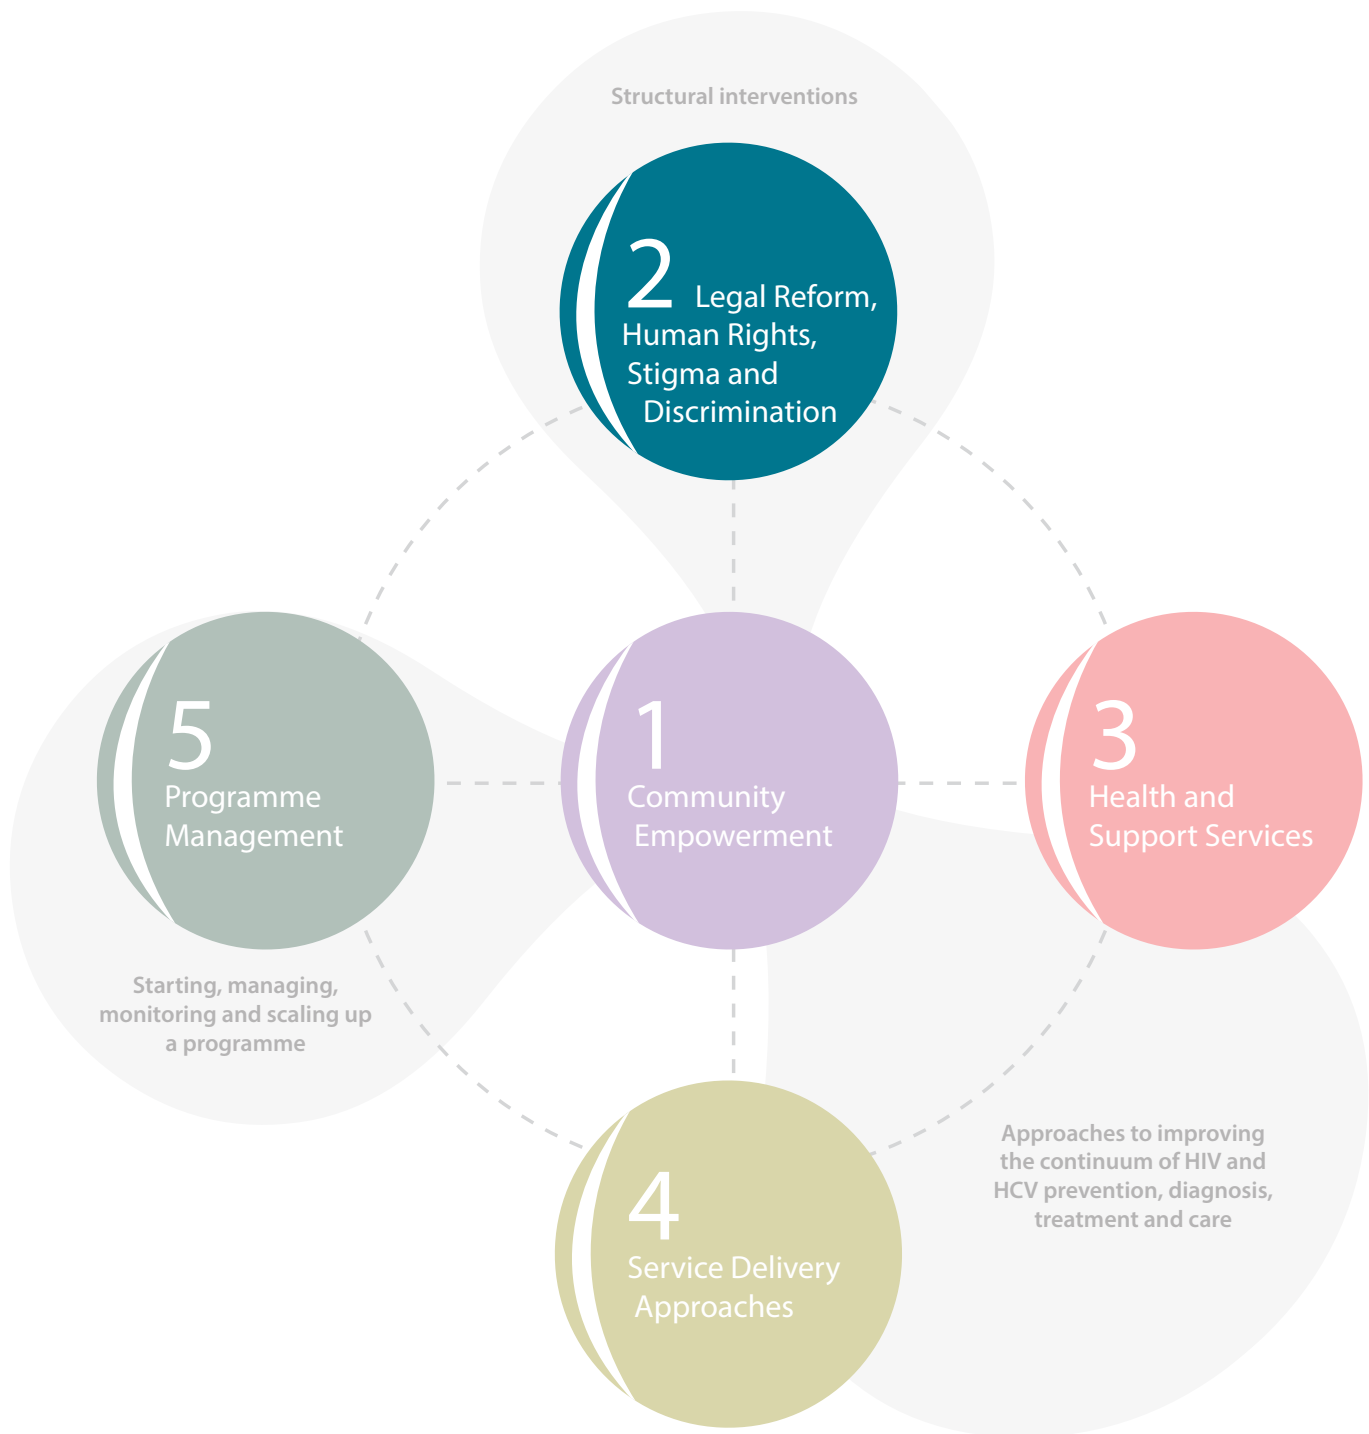 Structural interventions
2 Legal Reform,
Human Rights,
Stigma and
Discrimination
5
Programme
Management
1
Community
Empowerment
3
Health and
Support Services
Starting, managing,
monitoring and scaling up
a programme
Approaches to improving
the continuum of HIV and
HCV prevention, diagnosis,
treatment and care
4
Service Delivery
Approaches